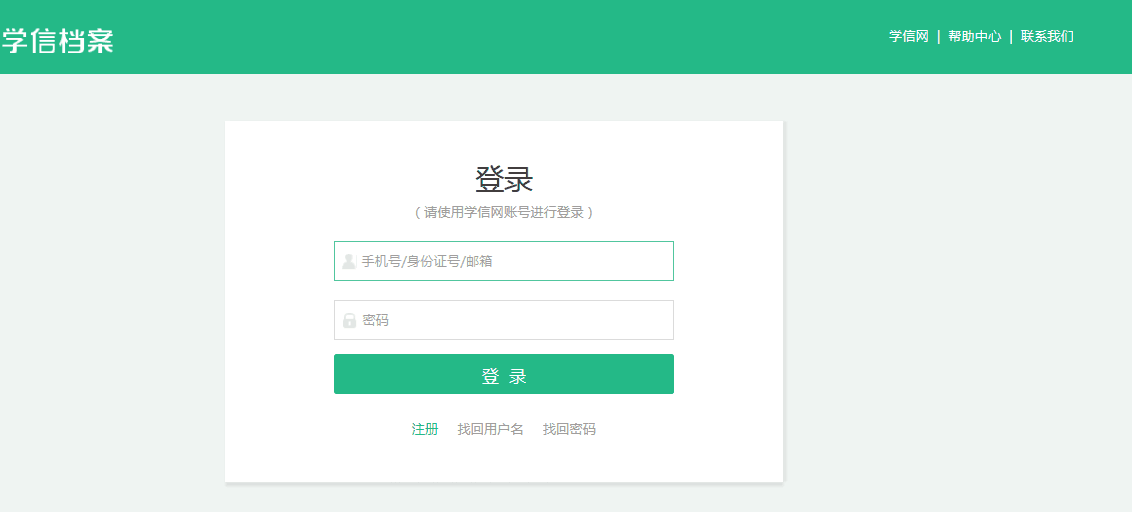 学信档案
学信网 | 帮助中心 | 联系我们
登录
( 请使用学信网账号进行登录 )
手机号/身份证号/邮箱
密码
登 录
注册 找回用户名 找回密码